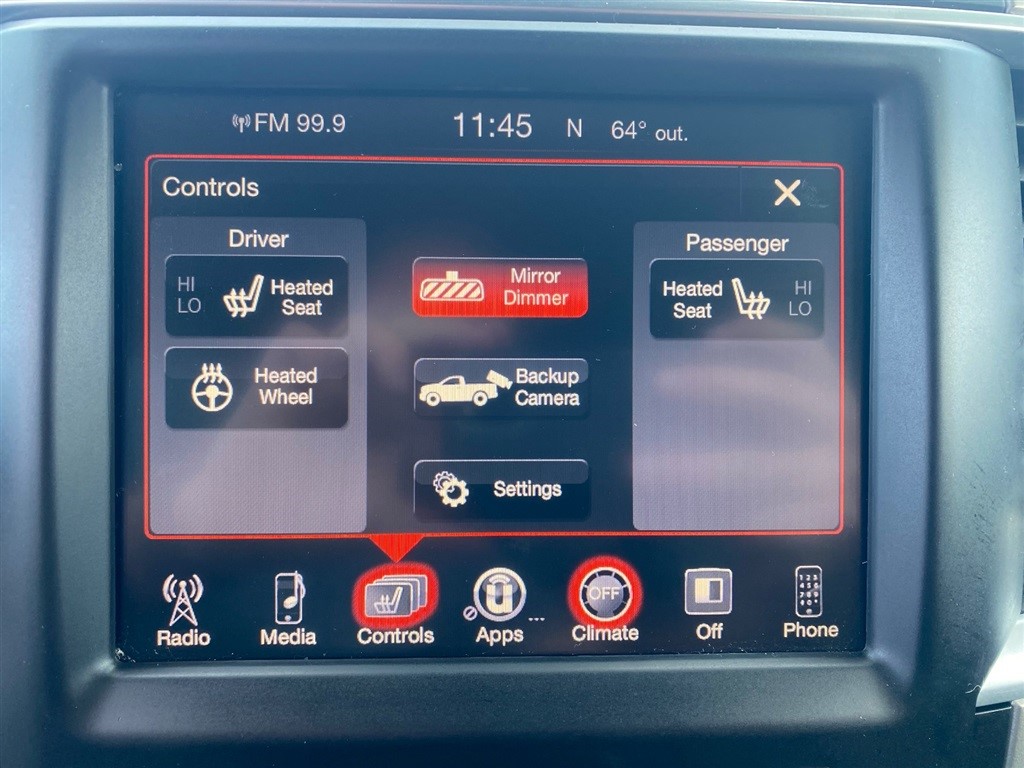 FM 99.9 11:45 N 64° out.
Controls
Driver
HI
LO
Heated
Seat
Heated
Wheel
Mirror
Dimmer
Backup
Camera
Settings
Passenger
Heated
Seat
HI
LO
OFF
Radio Media Controls Apps Climate Off Phone